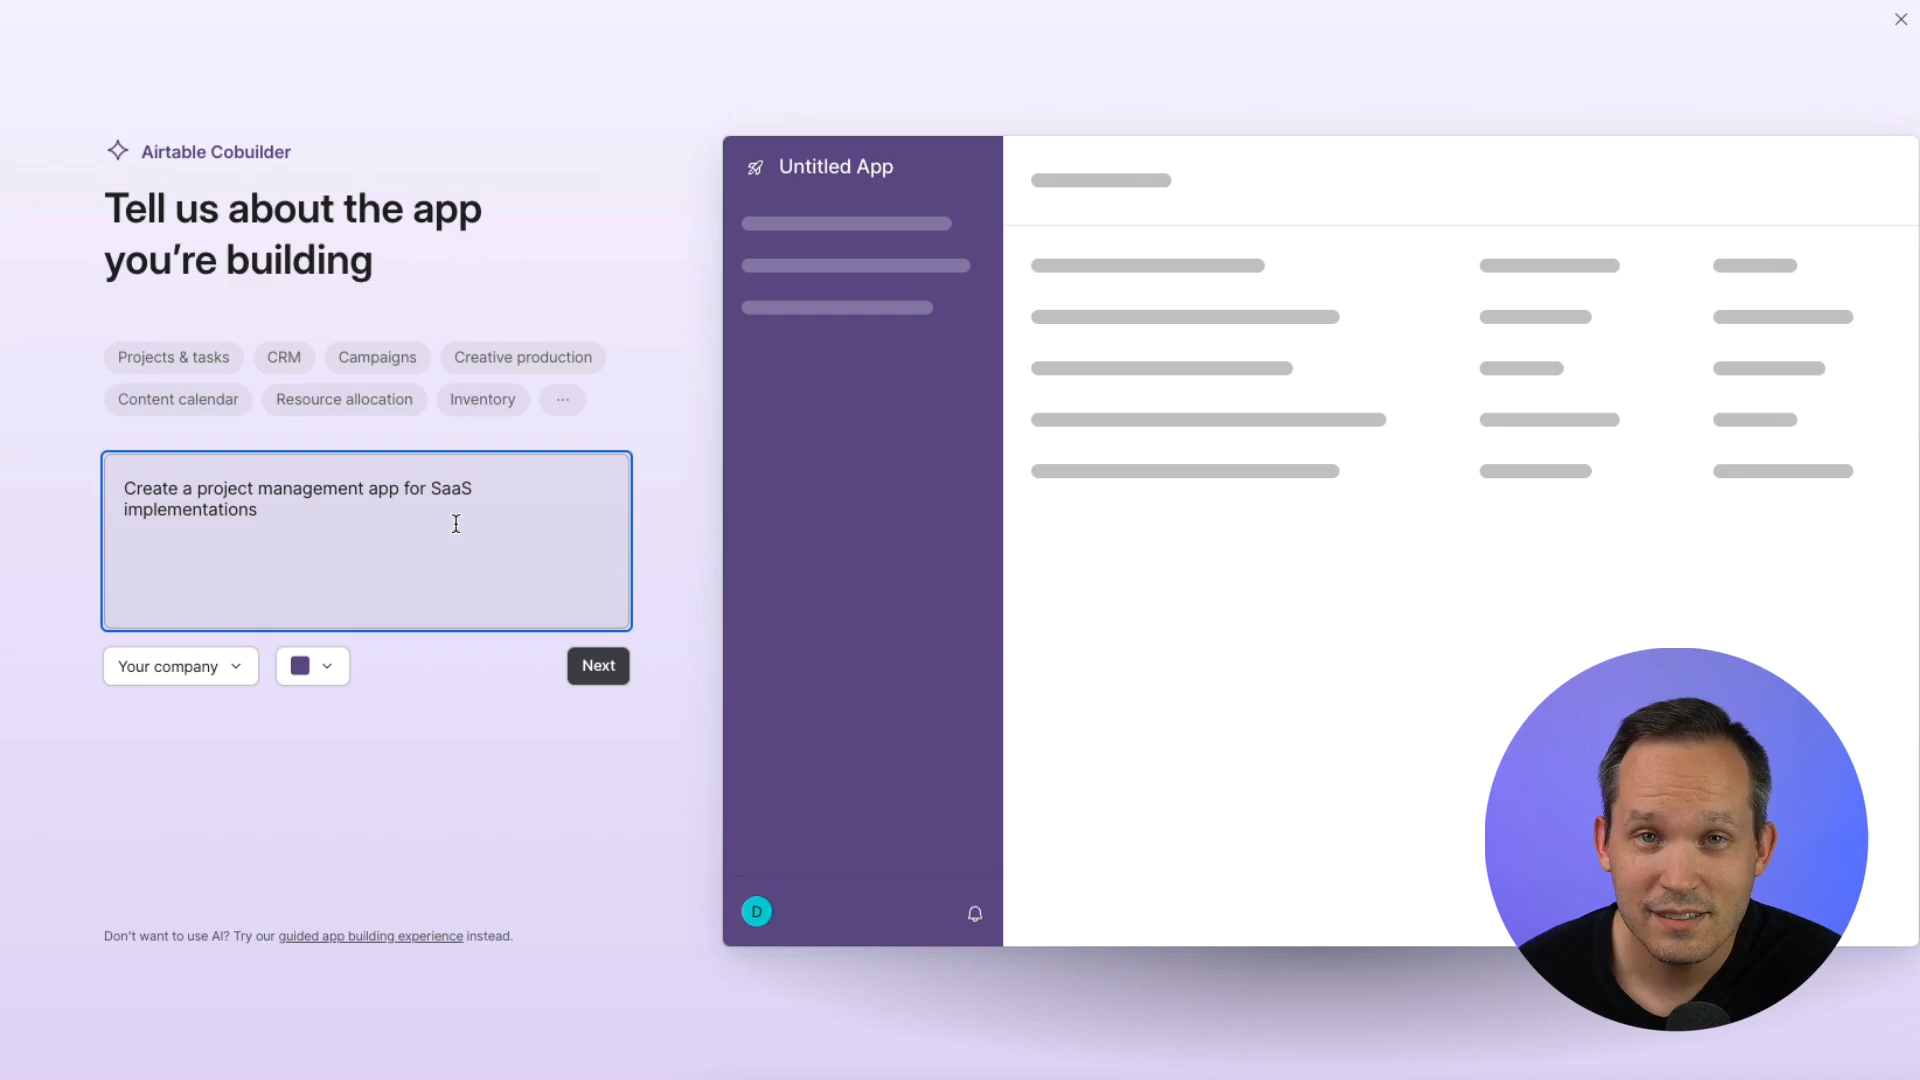 Airtable Cobuilder
Tell us about the app
you’re building
Projects & tasks
CRM
Campaigns
Creative production
Content calendar
Resource allocation
Inventory
...
Create a project management app for SaaS
implementations
Your company
Next
Don't want to use AI? Try our guided app building experience instead.
Untitled App
D